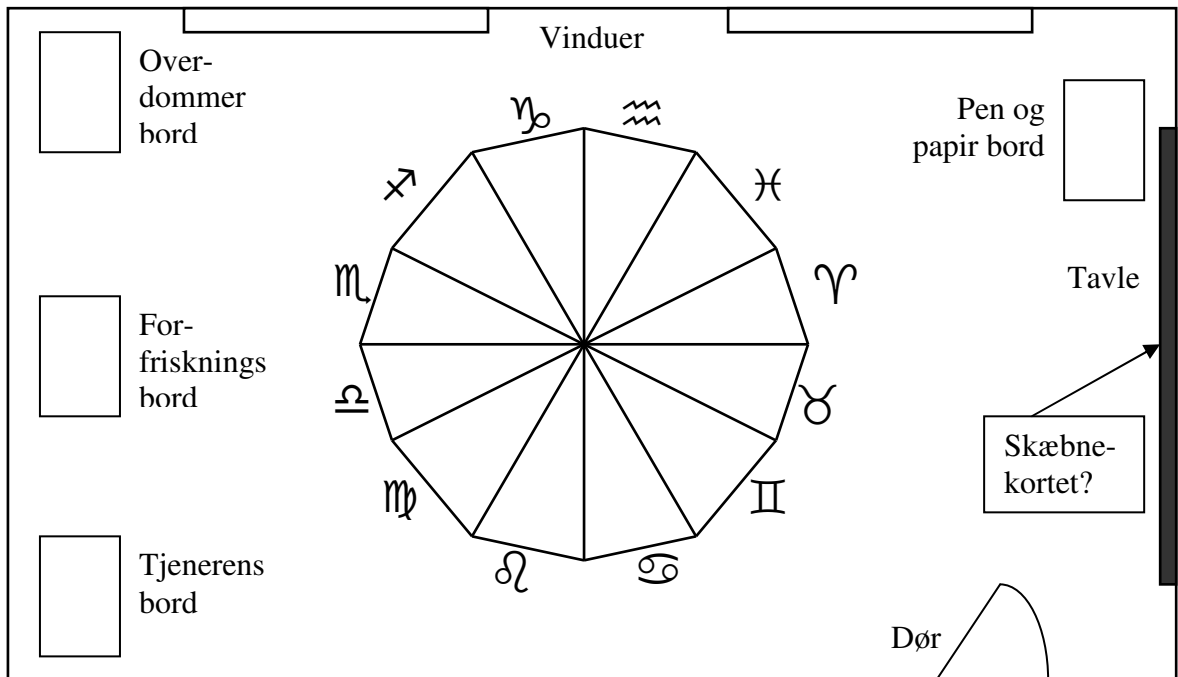 Vinduer
Over-
dommer
bord
Pen og
papir bord
♑ ♒
♐ ♓
♏ ♈
Tavle
For-
frisknings
bord
♎ ♉
Skæbne-
kortet?
♍ ♊
♌ ♋
Tjenerens
bord
Dør